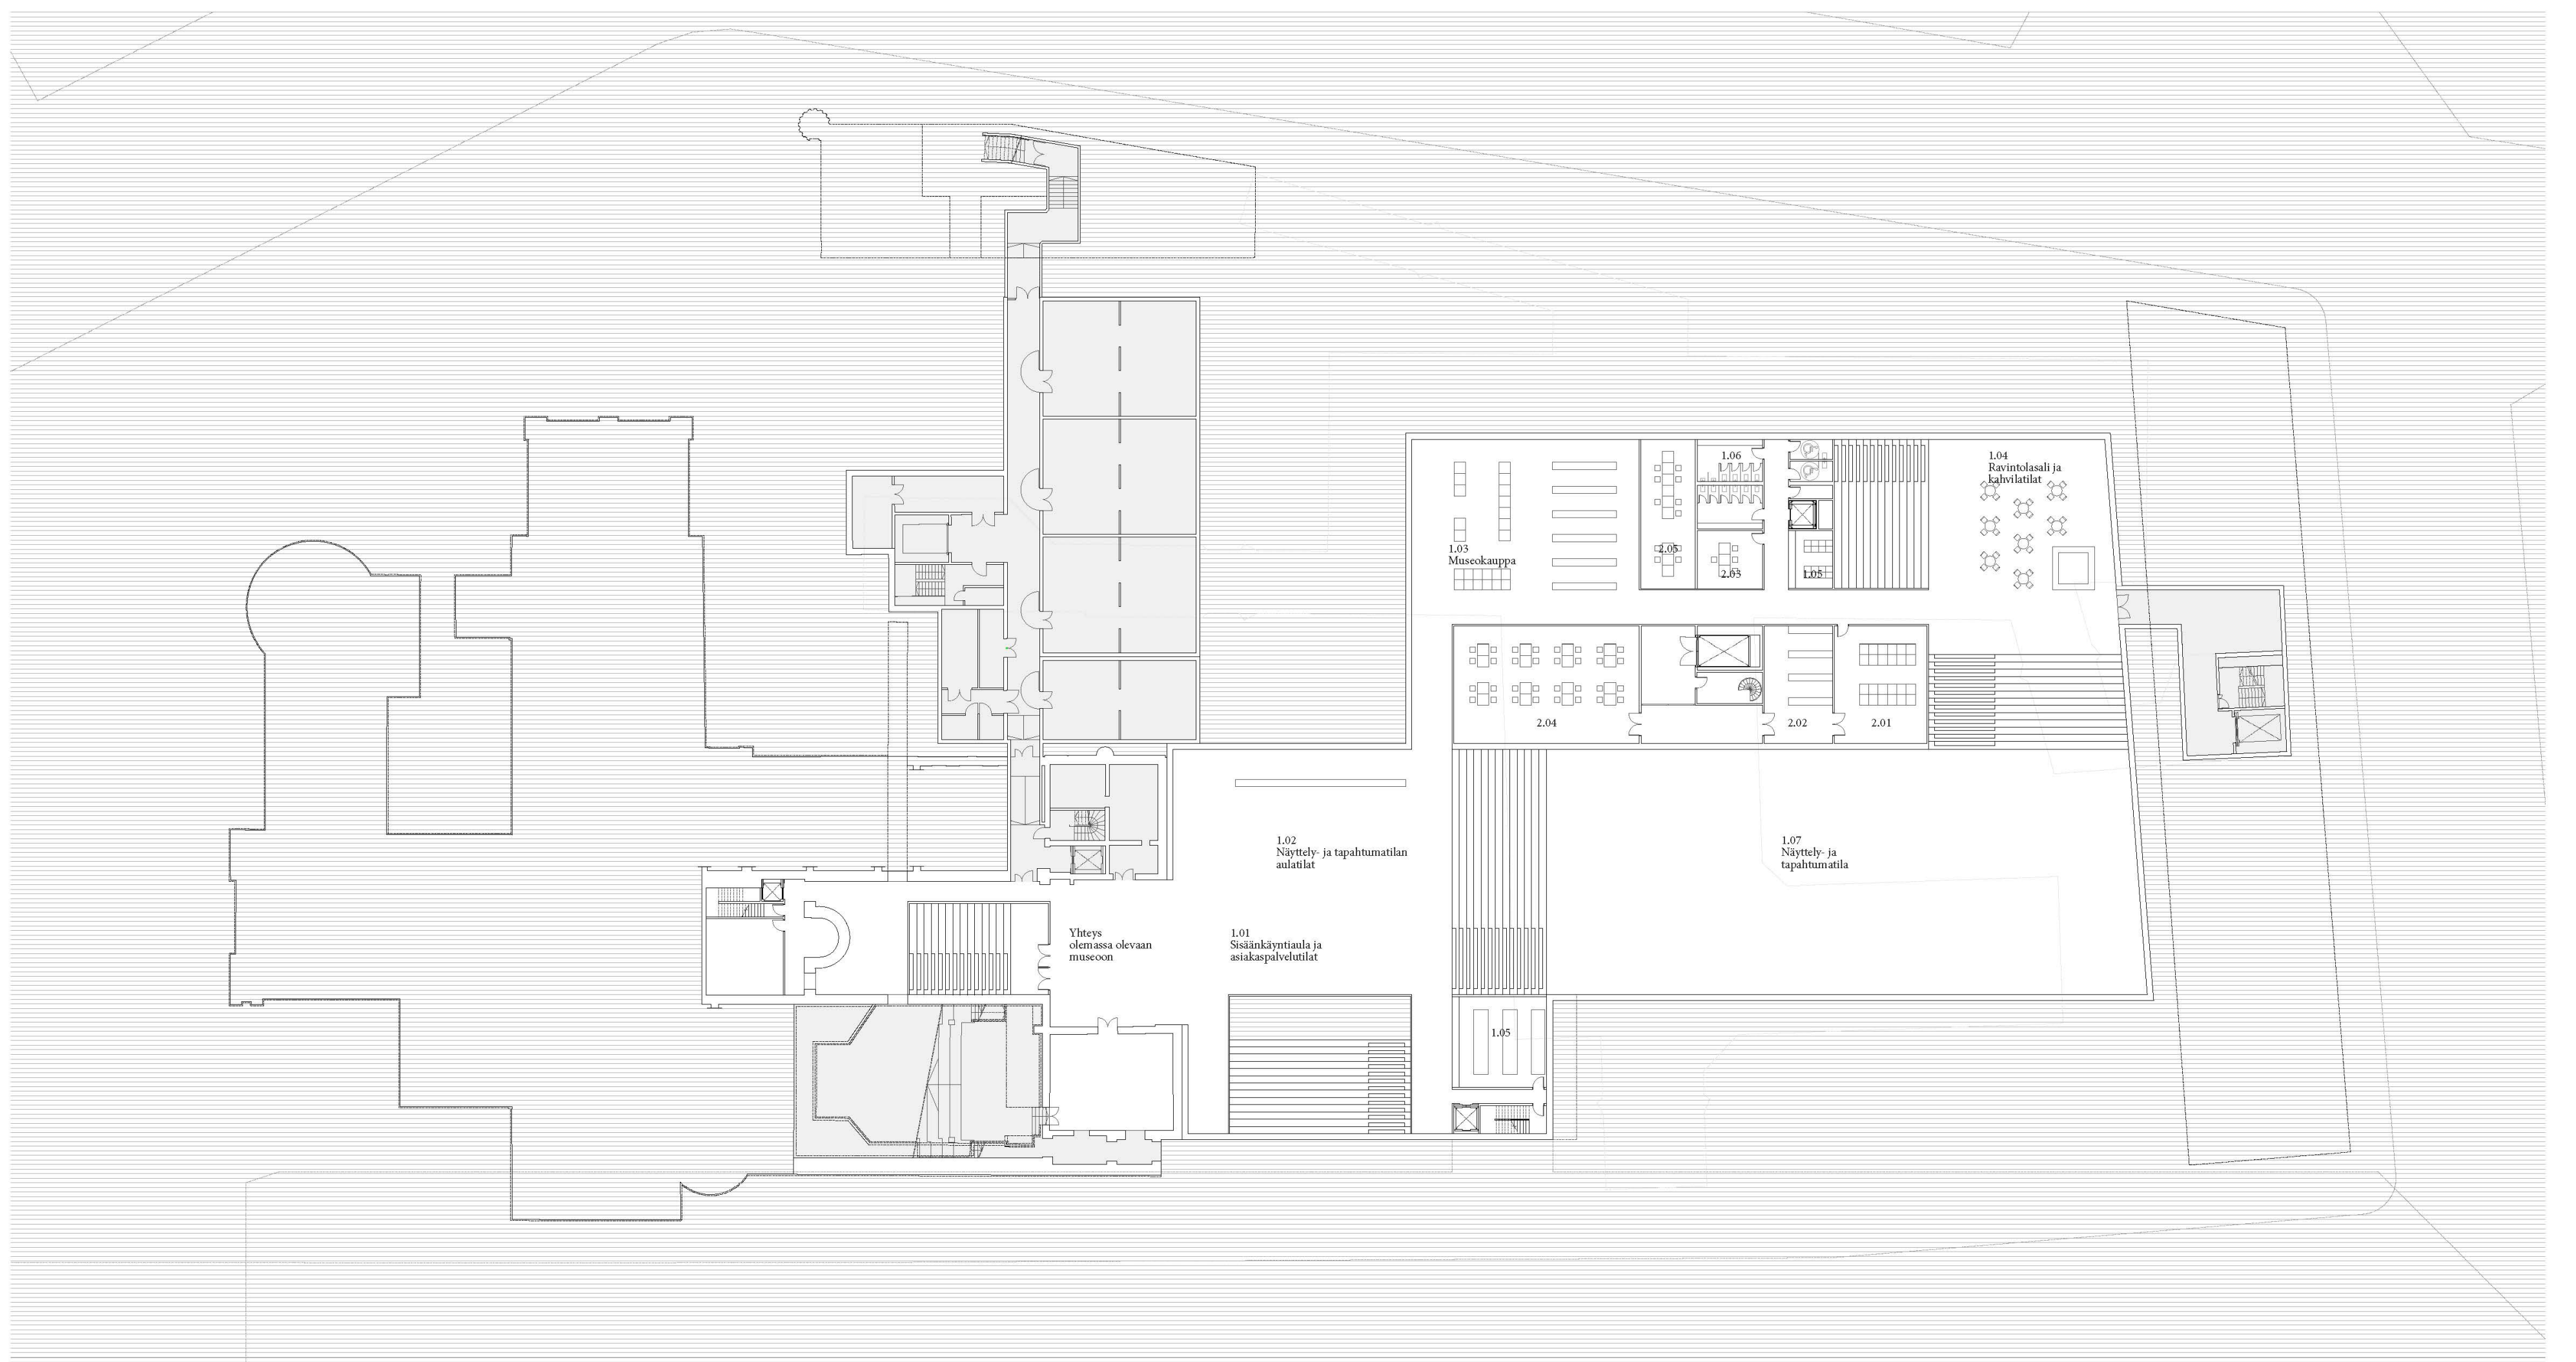 1.06
1.04
Ravintolasali ja
kahvilatilat
1.03
Museokauppa
2.05
2.03
1.05
2.04
2.02
2.01
1.02
Näyttely- ja tapahtumatilan
aulatilat
1.07
Näyttely- ja
tapahtumatila
Yhteys
olemassa olevaan
museoon
1.01
Sisäänkäyntiaula ja
asiakaspalvelutilat
1.05